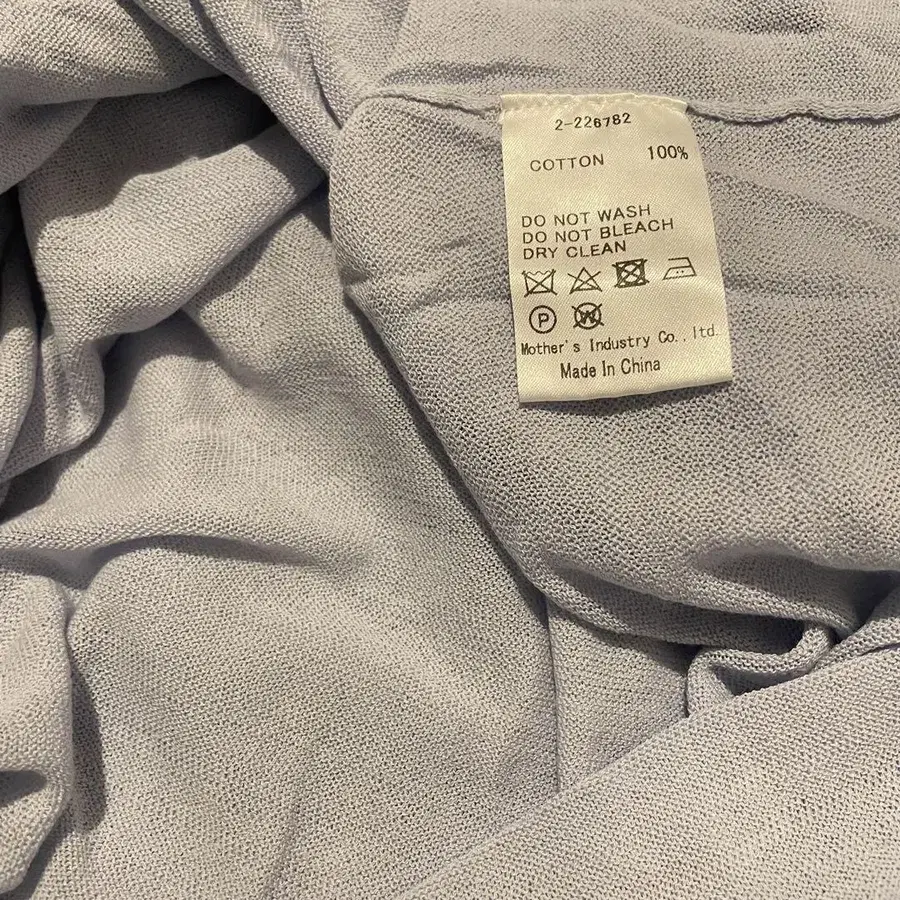 2-226782
COTTON 100%
DO NOT WASH
DO NOT BLEACH
DRY CLEAN
P W
Mother's Industry Co., ltd.
Made In China